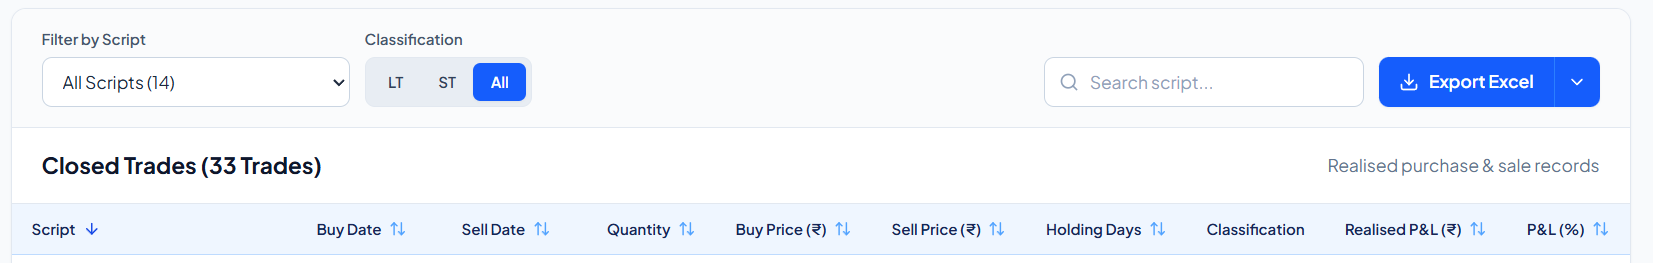 Filter by Script
Classification
All Scripts (14)
LT ST All
Search script...
Export Excel
Closed Trades (33 Trades)
Realised purchase & sale records
Script Buy Date Sell Date Quantity Buy Price (₹) Sell Price (₹) Holding Days Classification Realised P&L (₹) P&L (%)